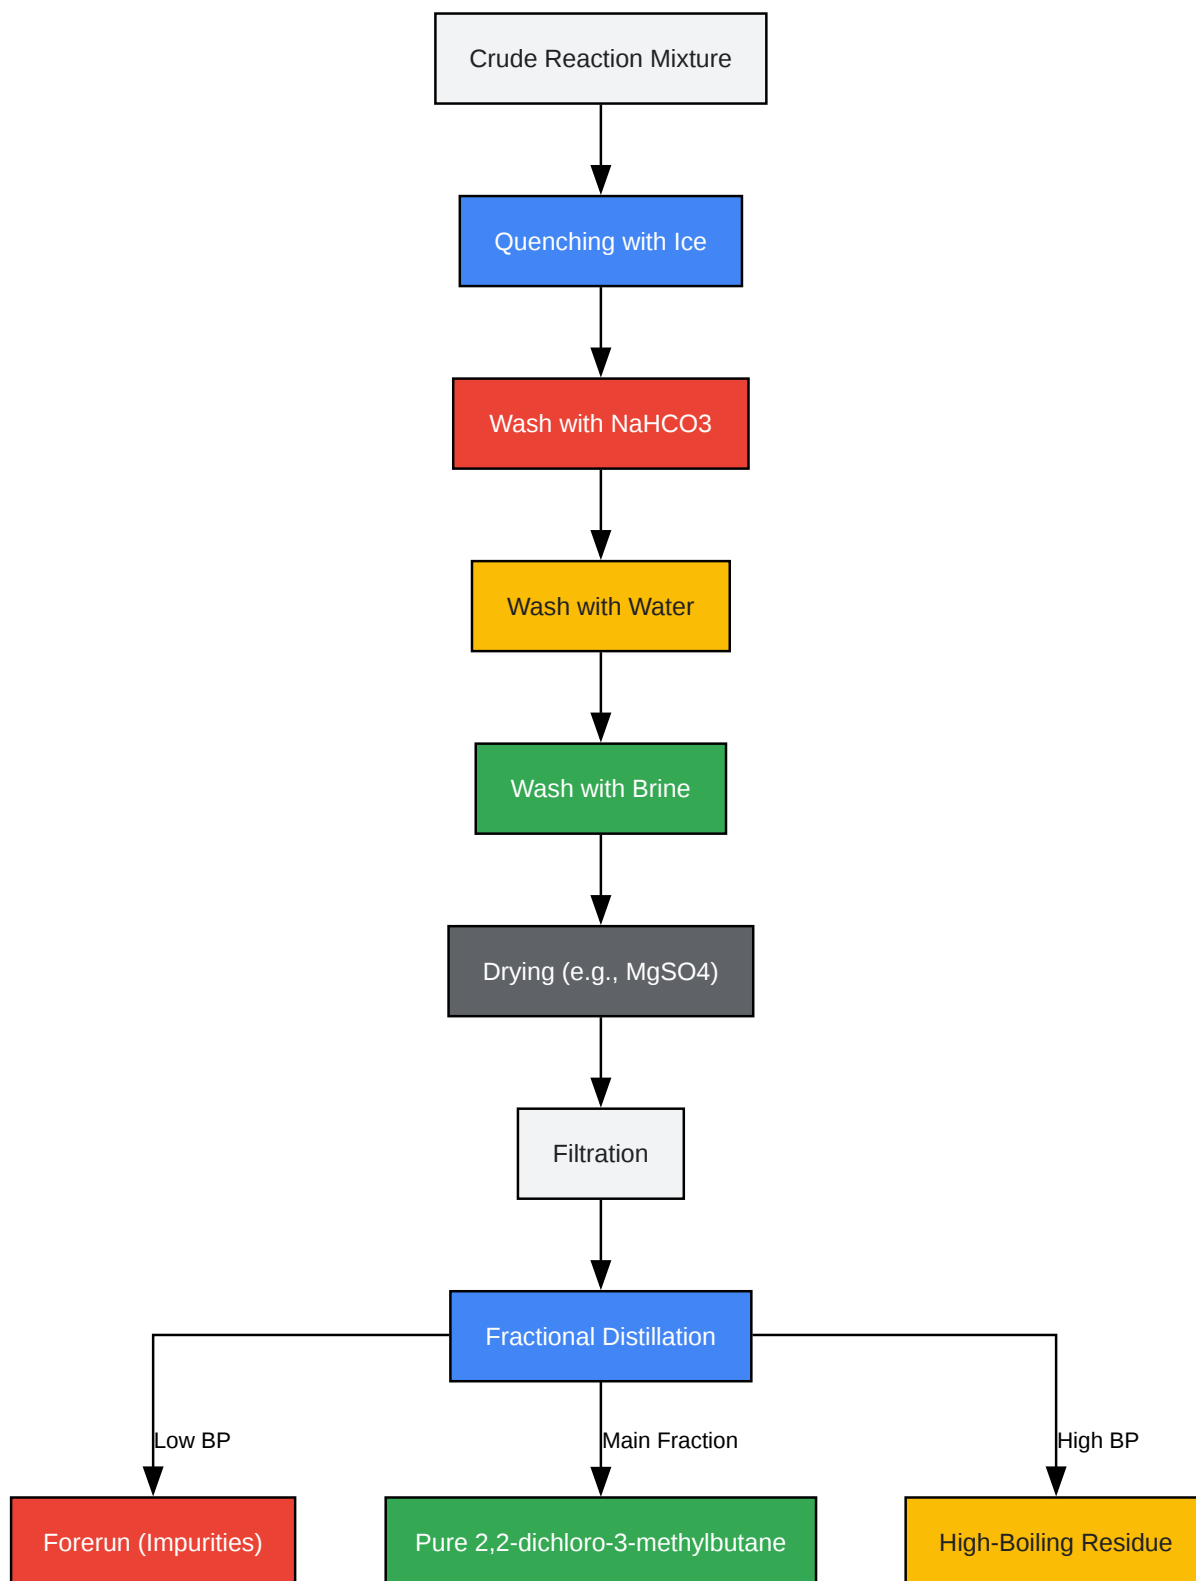 Crude Reaction Mixture
Quenching with Ice
Wash with NaHCO3
Wash with Water
Wash with Brine
Drying (e.g., MgSO4)
Filtration
Fractional Distillation
Low BP
Main Fraction
High BP
Forerun (Impurities)
Pure 2,2-dichloro-3-methylbutane
High-Boiling Residue